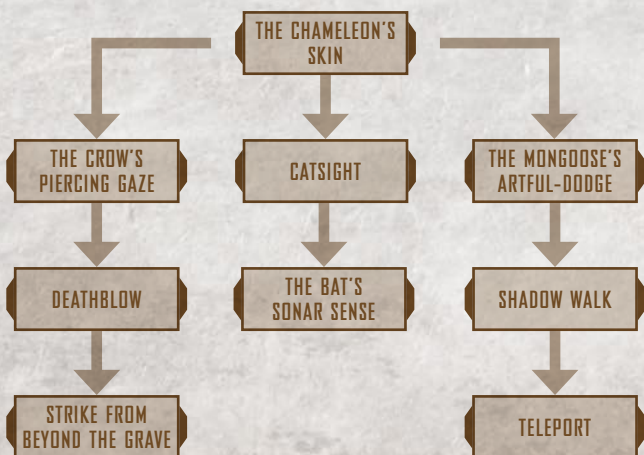 THE CHAMELEON'S
SKIN
THE CROW'S
PIERCING GAZE
CATSIGHT
THE MONGOOSE'S
ARTFUL-DODGE
DEATHBLOW
THE BAT'S
SONAR SENSE
SHADOW WALK
STRIKE FROM
BEYOND THE GRAVE
TELEPORT